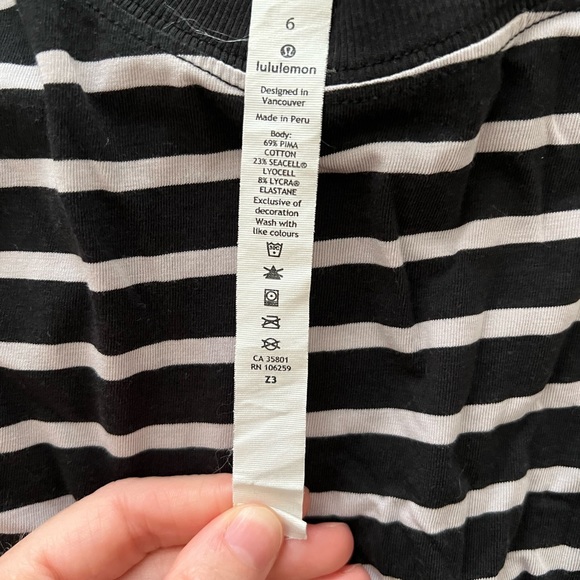 6
lululemon
Designed in
Vancouver
Made in Peru
Body:
69% PIMA
COTTON
23% SEACELL®
LYOCELL
8% LYCRA®
ELASTANE
Exclusive of
decoration
Wash with
like colours
CA 35801
RN 106259
Z3